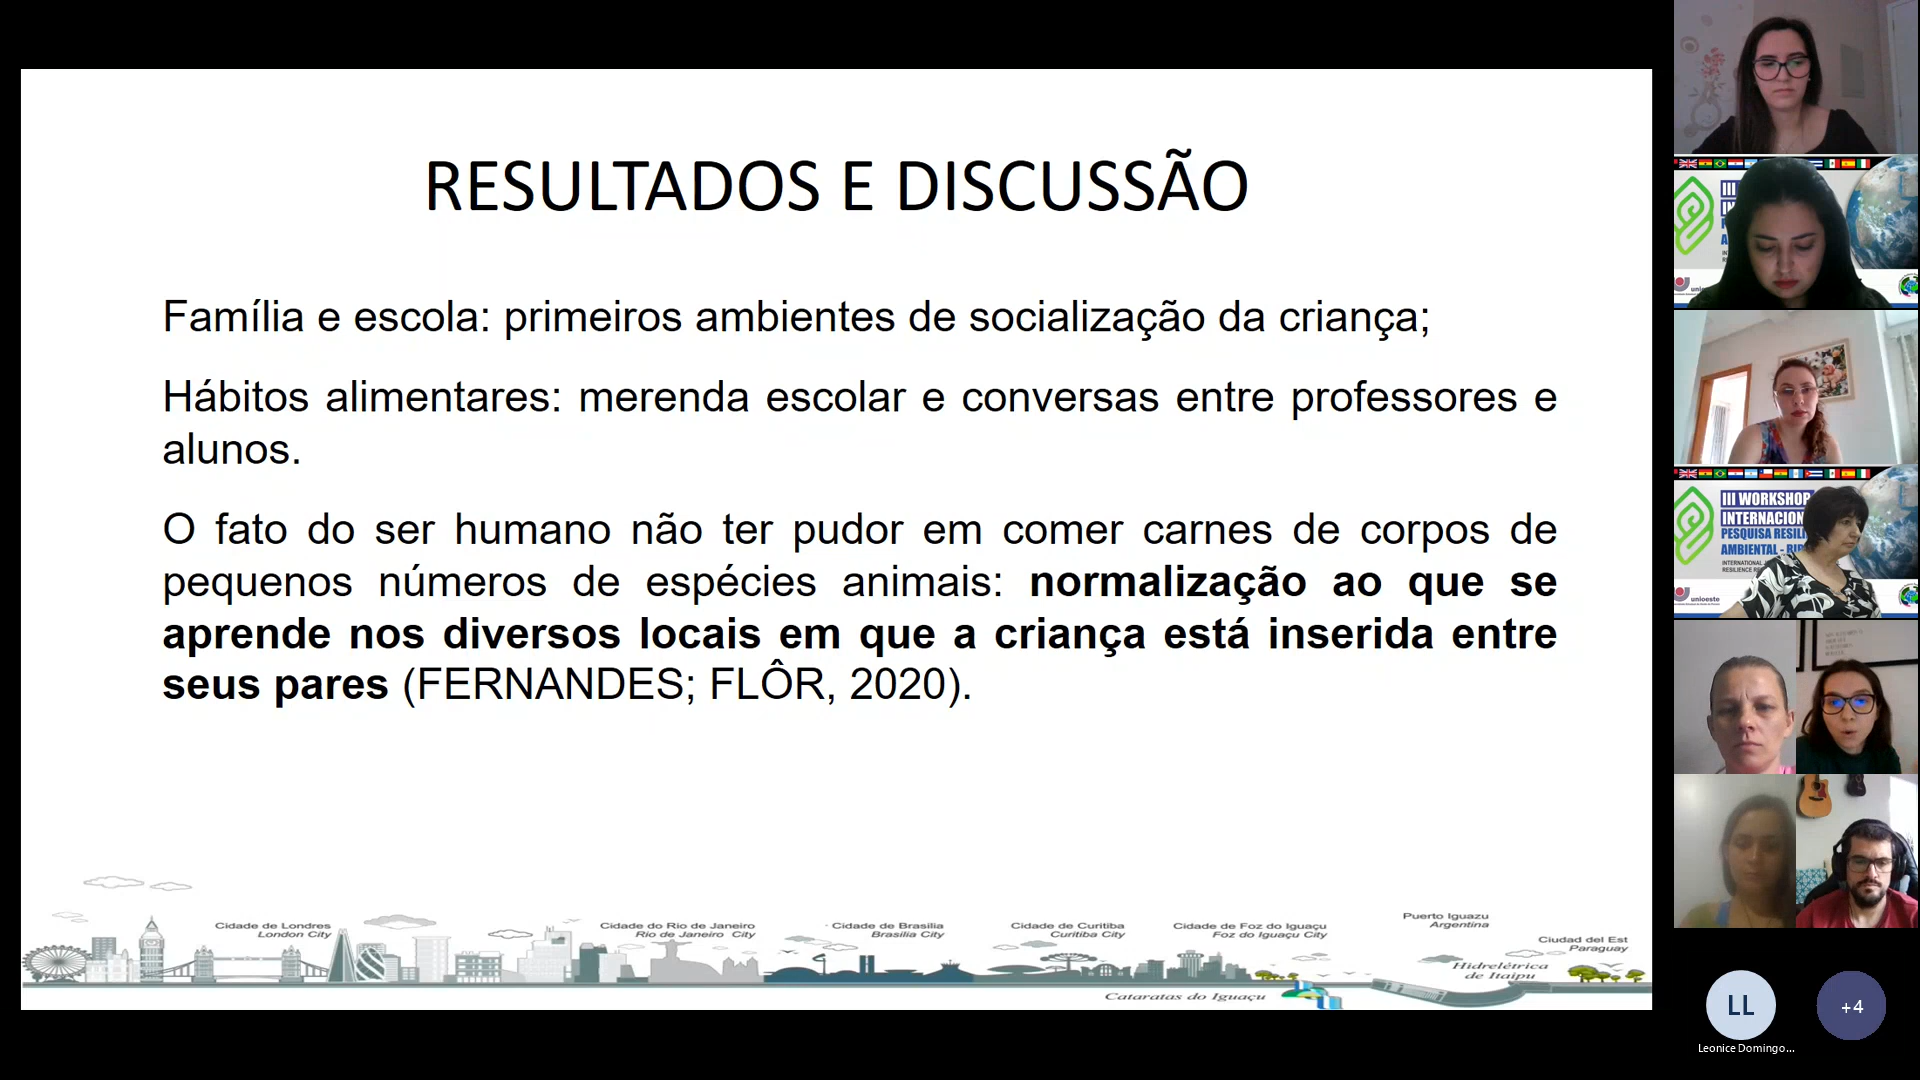 RESULTADOS E DISCUSSÃO
Família e escola: primeiros ambientes de socialização da criança;
Hábitos alimentares: merenda escolar e conversas entre professores e
alunos.
O fato do ser humano não ter pudor em comer carnes de corpos de
pequenos números de espécies animais: normalização ao que se
aprende nos diversos locais em que a criança está inserida entre
seus pares (FERNANDES; FLÔR, 2020).
Cidade de Londres
London City
Cidade do Rio de Janeiro
Rio de Janeiro City
Cidade de Brasília
Brasília City
Cidade de Curitiba
Curitiba City
Cidade de Foz do Iguaçu
Foz do Iguaçu City
Puerto Iguazu
Argentina
Ciudad del Est
Paraguay
Hidrelétrica
de Itaipu
Cataratas do Iguaçu
III WORKSHOP
INTERNACION
PESQUISA RESILI
AMBIENTAL -
INTERNATIONAL
unioeste
LL
+4
Leonice Domingo...